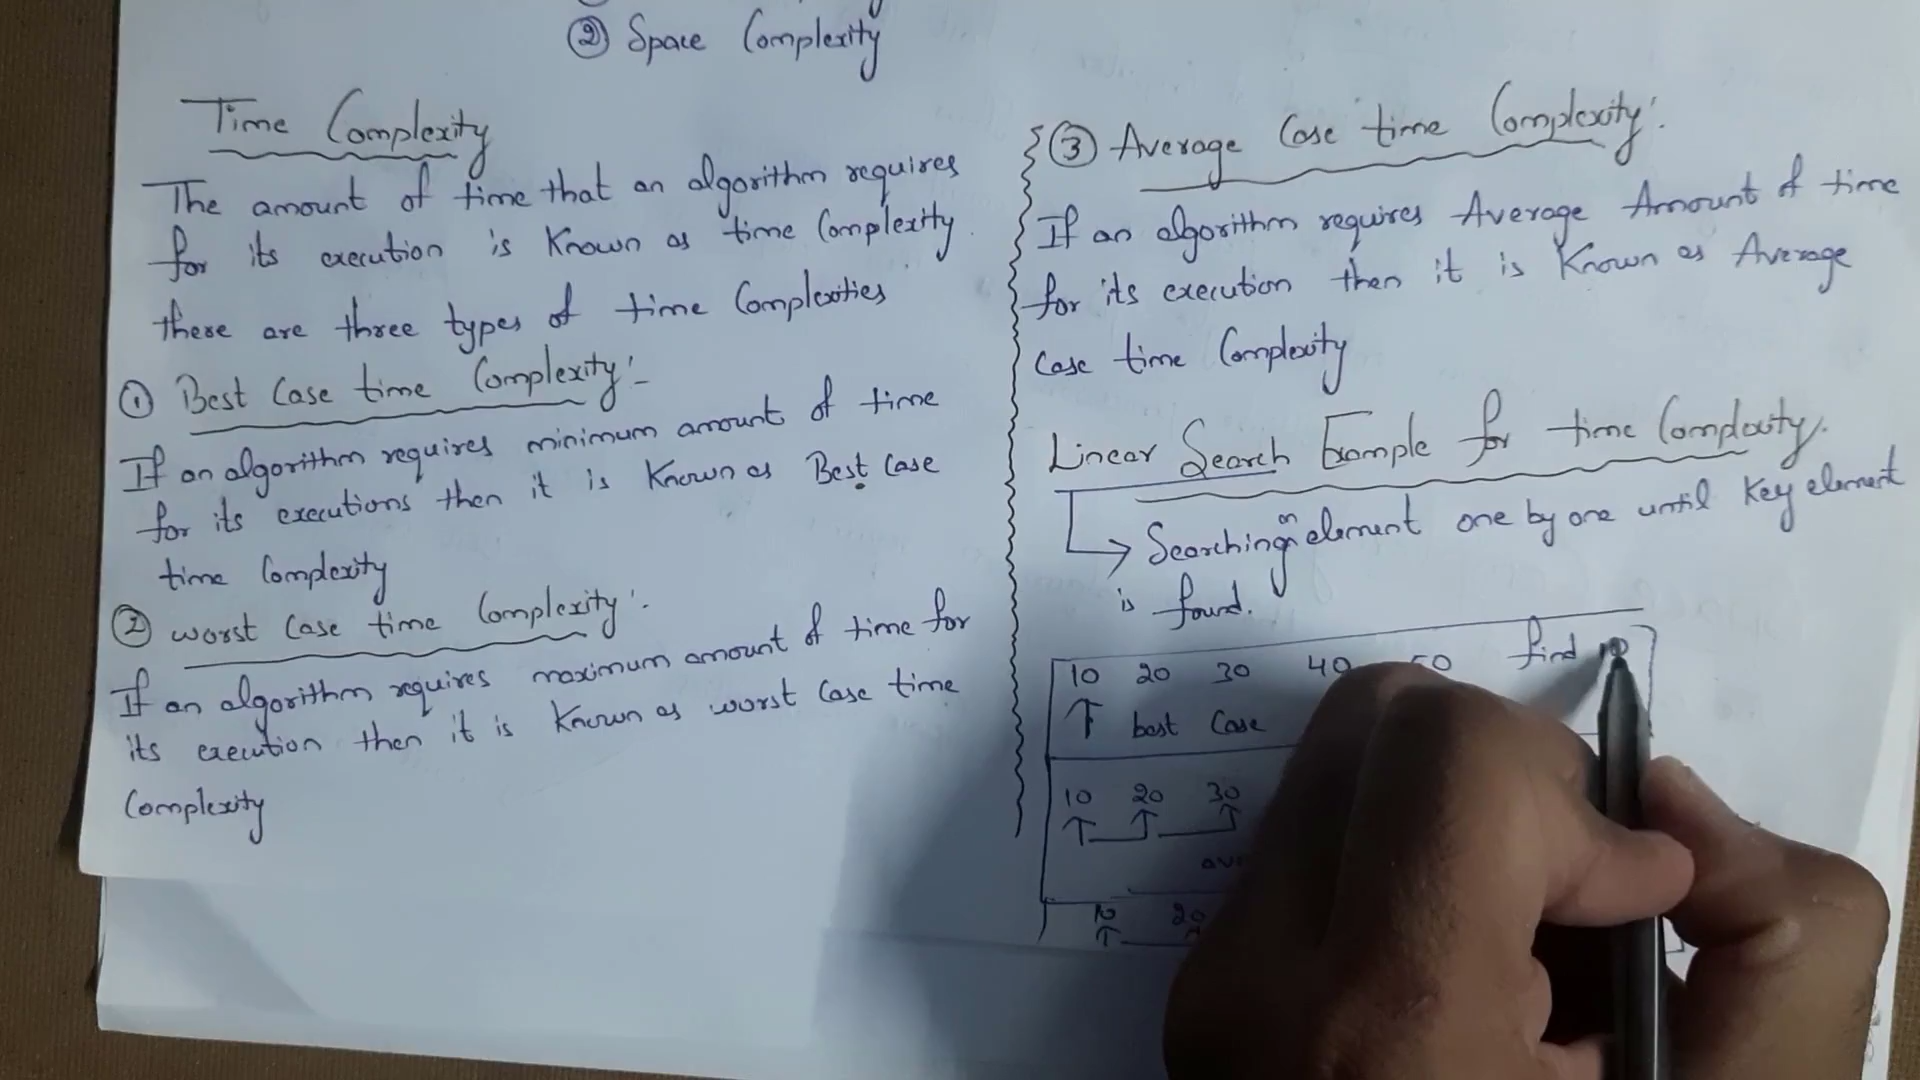 ② Space Complexity
Time Complexity
The amount of time that an algorithm requires
for its execution is Known as time Complexity
there are three types of time Complexities
① Best Case time Complexity:-
If an algorithm requires minimum amount of time
for its executions then it is Known as Best Case
time Complexity
② worst Case time Complexity:-
If an algorithm requires maximum amount of time for
its execution then it is Known as worst Case time
Complexity
③ Average Case time Complexity:
If an algorithm requires Average Amount of time
for its execution then it is Known as Average
Case time Complexity
Linear Search Example for time Complexity.
→ Searching an element one by one until Key element
is found.
10 20 30 40 50 find 10
↑ best Case
10 20 30
10 20